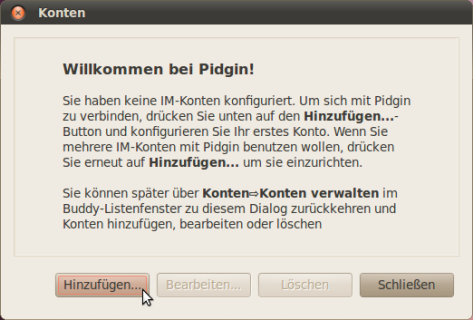 Konten
Willkommen bei Pidgin!
Sie haben keine IM-Konten konfiguriert. Um sich mit Pidgin
zu verbinden, drücken Sie unten auf den Hinzufügen...-
Button und konfigurieren Sie Ihr erstes Konto. Wenn Sie
mehrere IM-Konten mit Pidgin benutzen wollen, drücken
Sie erneut auf Hinzufügen... um sie einzurichten.
Sie können später über Konten⇨Konten verwalten im
Buddy-Listenfenster zu diesem Dialog zurückkehren und
Konten hinzufügen, bearbeiten oder löschen
Hinzufügen... Bearbeiten... Löschen Schließen